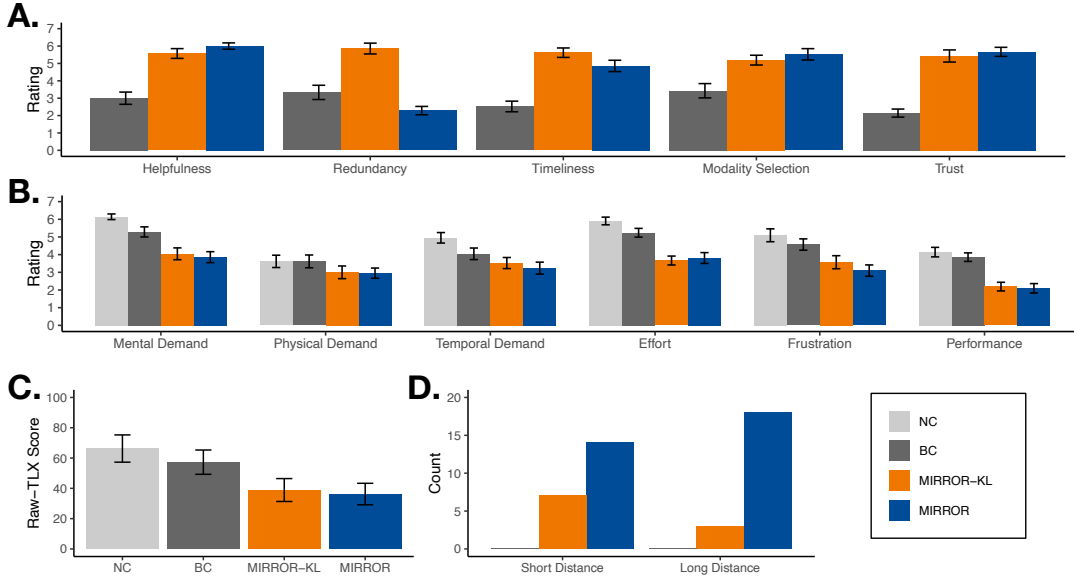 A.
Rating
7
6
5
4
3
2
1
0
Helpfulness Redundancy Timeliness Modality Selection Trust
B.
Rating
7
6
5
4
3
2
1
0
Mental Demand Physical Demand Temporal Demand Effort Frustration Performance
C.
Raw-TLX Score
100
80
60
40
20
0
NC BC MIRROR-KL MIRROR
D.
Count
20
15
10
5
0
Short Distance Long Distance
NC
BC
MIRROR-KL
MIRROR